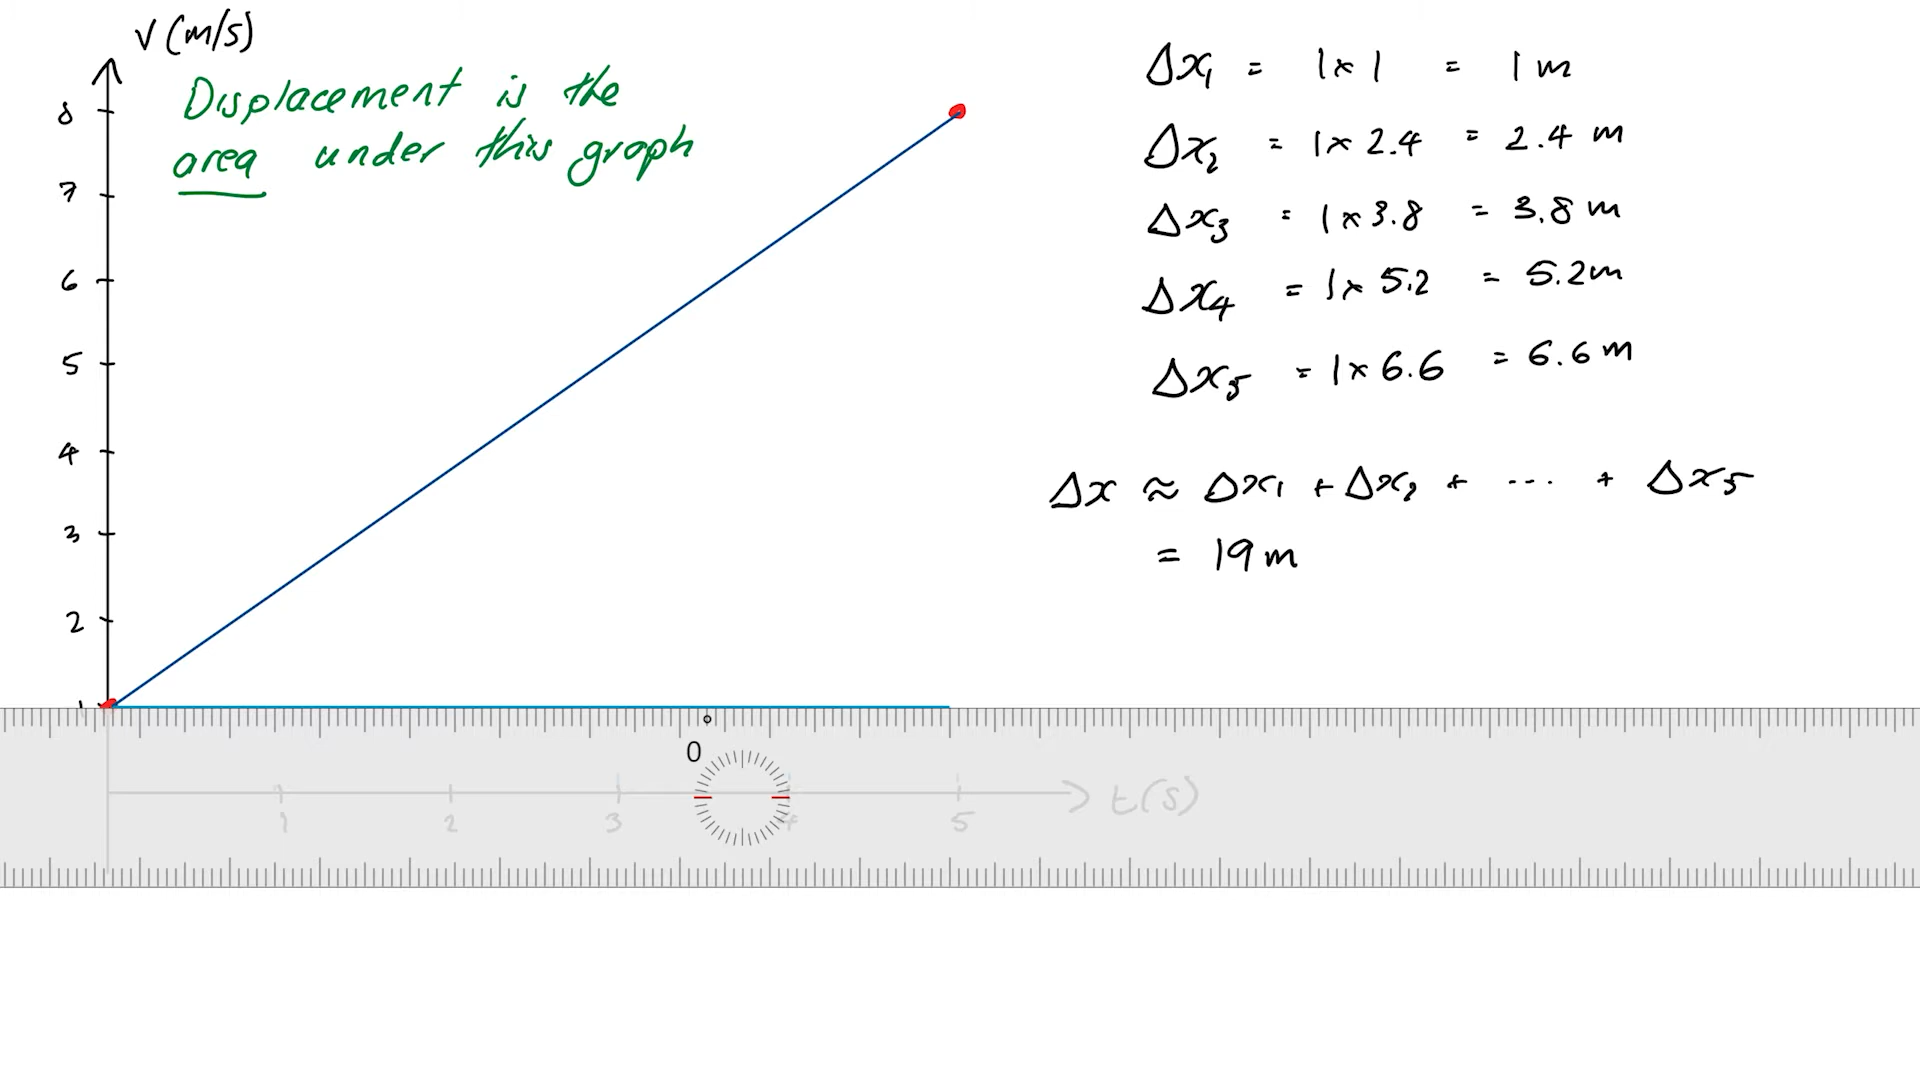 v (m/s)
Displacement is the
area under this graph
8
7
6
5
4
3
2
1
0
1 2 3 4 5 t(s)
Δx₁ = 1×1 = 1 m
Δx₂ = 1×2.4 = 2.4 m
Δx₃ = 1×3.8 = 3.8 m
Δx₄ = 1×5.2 = 5.2 m
Δx₅ = 1×6.6 = 6.6 m
Δx ≈ Δx₁ + Δx₂ + ... + Δx₅
= 19 m